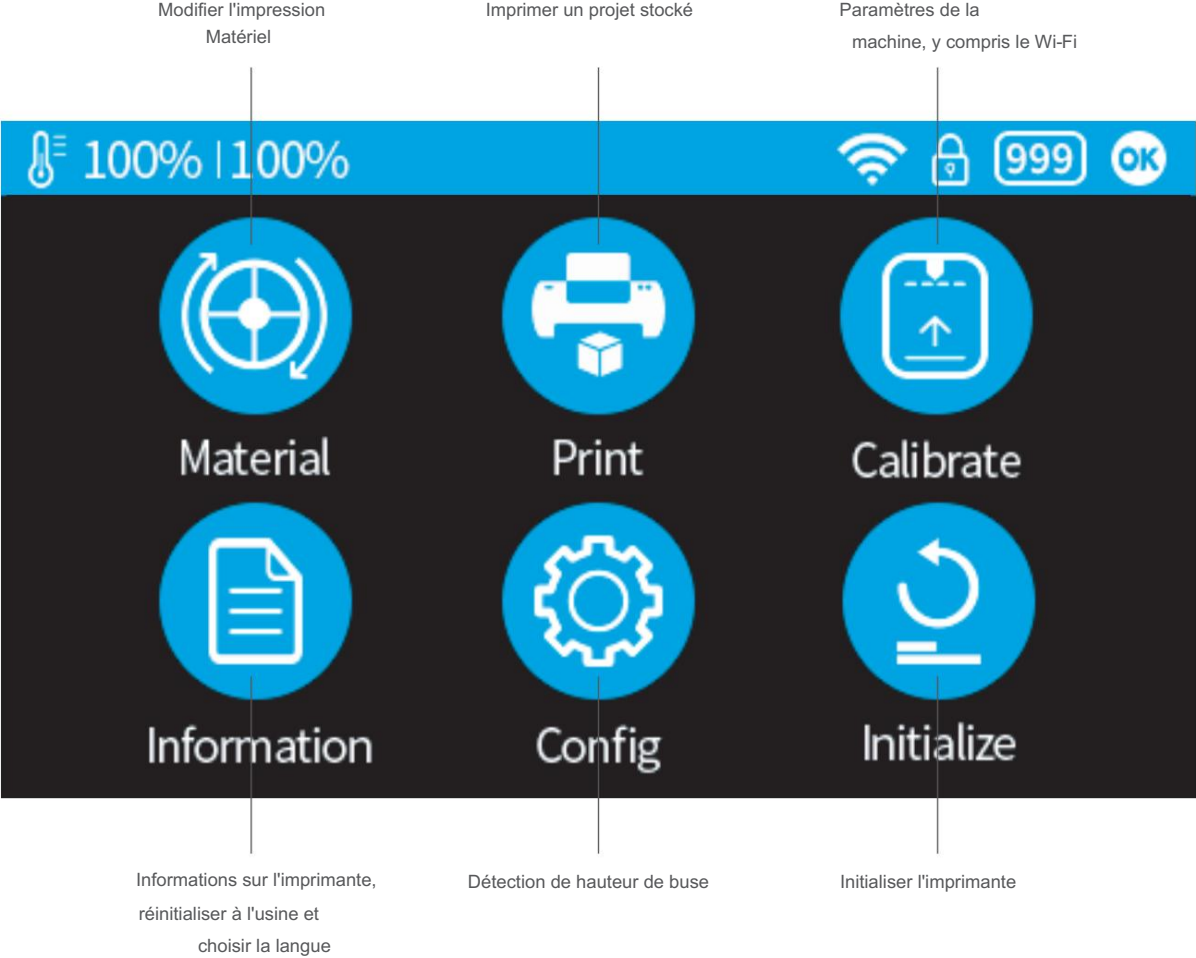 Modifier l'impression
Matériel
Imprimer un projet stocké
Paramètres de la
machine, y compris le Wi-Fi
100% | 100%
999
OK
Material
Print
Calibrate
Information
Config
Initialize
Informations sur l'imprimante,
réinitialiser à l'usine et
choisir la langue
Détection de hauteur de buse
Initialiser l'imprimante